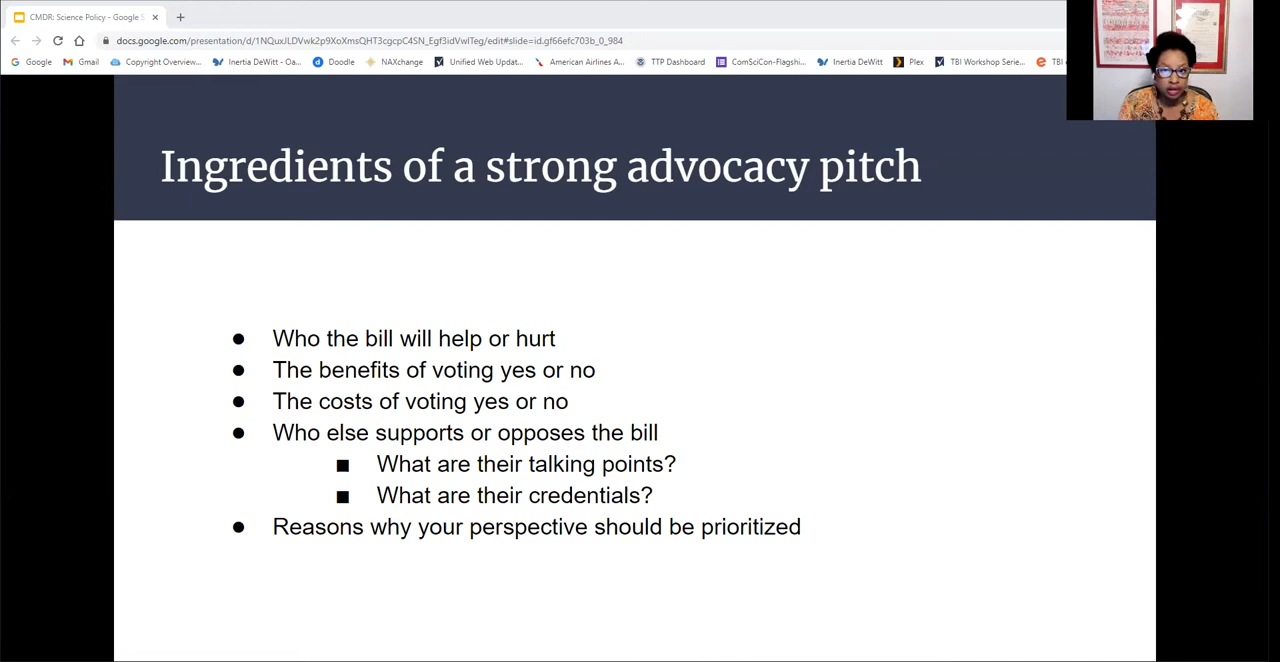 CMDR: Science Policy - Google S
docs.google.com/presentation/d/1NQuxJLDVwk2p9XoXmsQHT3cgcpC4SN_Egf3idVwlTeg/edit#slide=id.gf66efc703b_0_984
Google Gmail Copyright Overview... Inertia DeWitt - Oa... Doodle NAXchange Unified Web Updat... American Airlines A... TTP Dashboard ComSciCon-Flagshi... Inertia DeWitt Plex TBI Workshop Serie... TBI
Ingredients of a strong advocacy pitch
● Who the bill will help or hurt
● The benefits of voting yes or no
● The costs of voting yes or no
● Who else supports or opposes the bill
■ What are their talking points?
■ What are their credentials?
● Reasons why your perspective should be prioritized